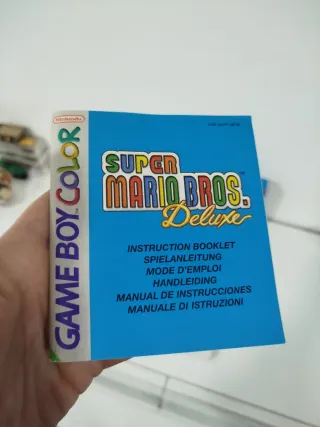 Nintendo
GAME BOY COLOR
SUPER
MARIO BROS.
Deluxe
INSTRUCTION BOOKLET
SPIELANLEITUNG
MODE D'EMPLOI
HANDLEIDING
MANUAL DE INSTRUCCIONES
MANUALE DI ISTRUZIONI